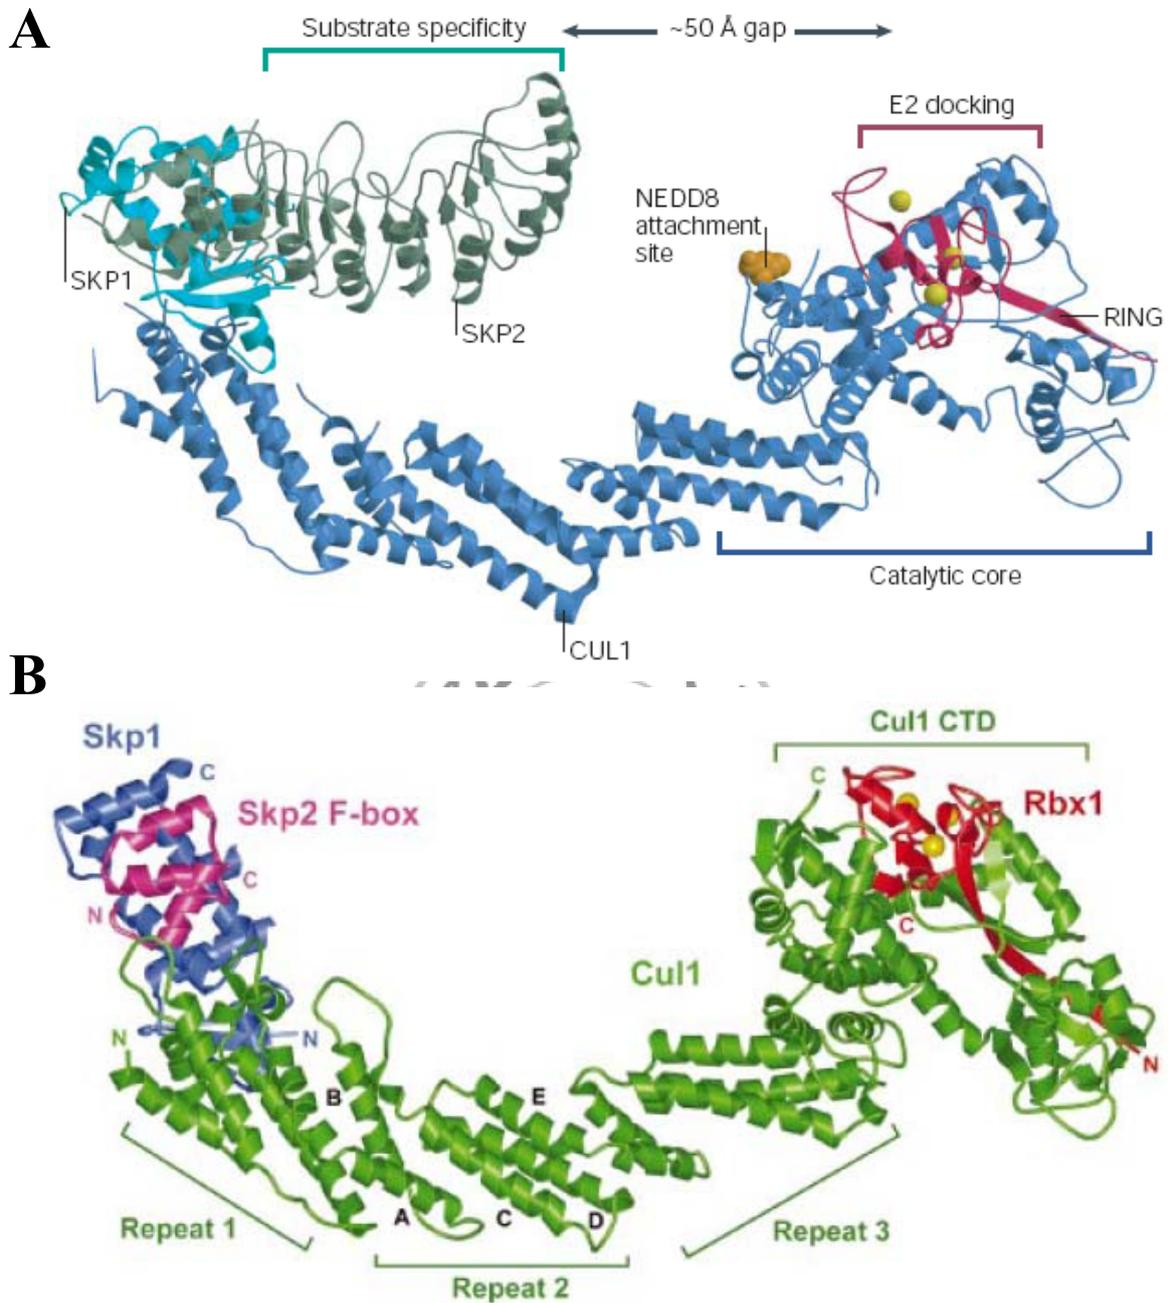 A
Substrate specificity
~50 Å gap
E2 docking
NEDD8
attachment
site
SKP1
SKP2
RING
Catalytic core
CUL1
B
Cul1 CTD
Skp1
C
C
Skp2 F-box
Rbx1
C
N
C
Cul1
N
N
N
B
E
A
C
D
Repeat 1
Repeat 3
Repeat 2